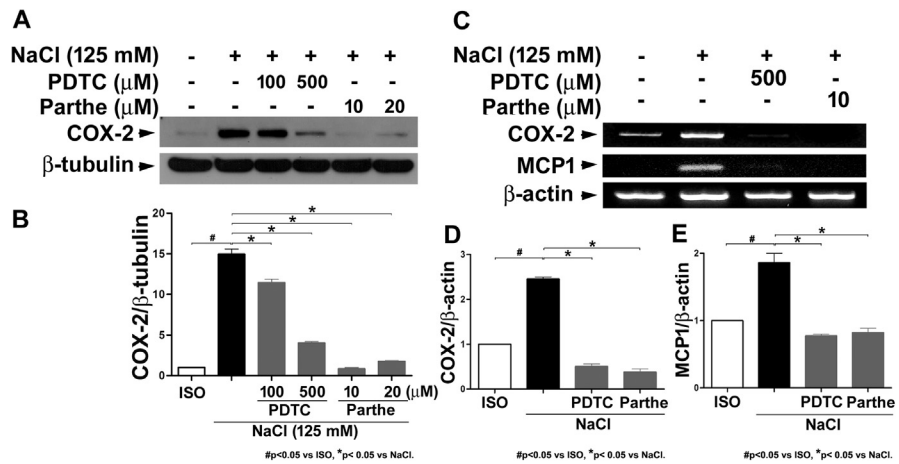 A
NaCl (125 mM) - + + + + +
PDTC (μM) - - 100 500 - -
Parthe (μM) - - - - 10 20
COX-2
β-tubulin
B
COX-2/β-tubulin
20
15
10
5
0
# * * * *
ISO 100 500 10 20 (μM)
PDTC Parthe
NaCl (125 mM)
#p<0.05 vs ISO, *p< 0.05 vs NaCl.
C
NaCl (125 mM) - + + +
PDTC (μM) - - 500 -
Parthe (μM) - - - 10
COX-2
MCP1
β-actin
D
COX-2/β-actin
3
2
1
0
# * *
ISO PDTC Parthe
NaCl
#p<0.05 vs ISO, *p< 0.05 vs NaCl.
E
MCP1/β-actin
2
1
0
# * *
ISO PDTC Parthe
NaCl
#p<0.05 vs ISO, *p< 0.05 vs NaCl.